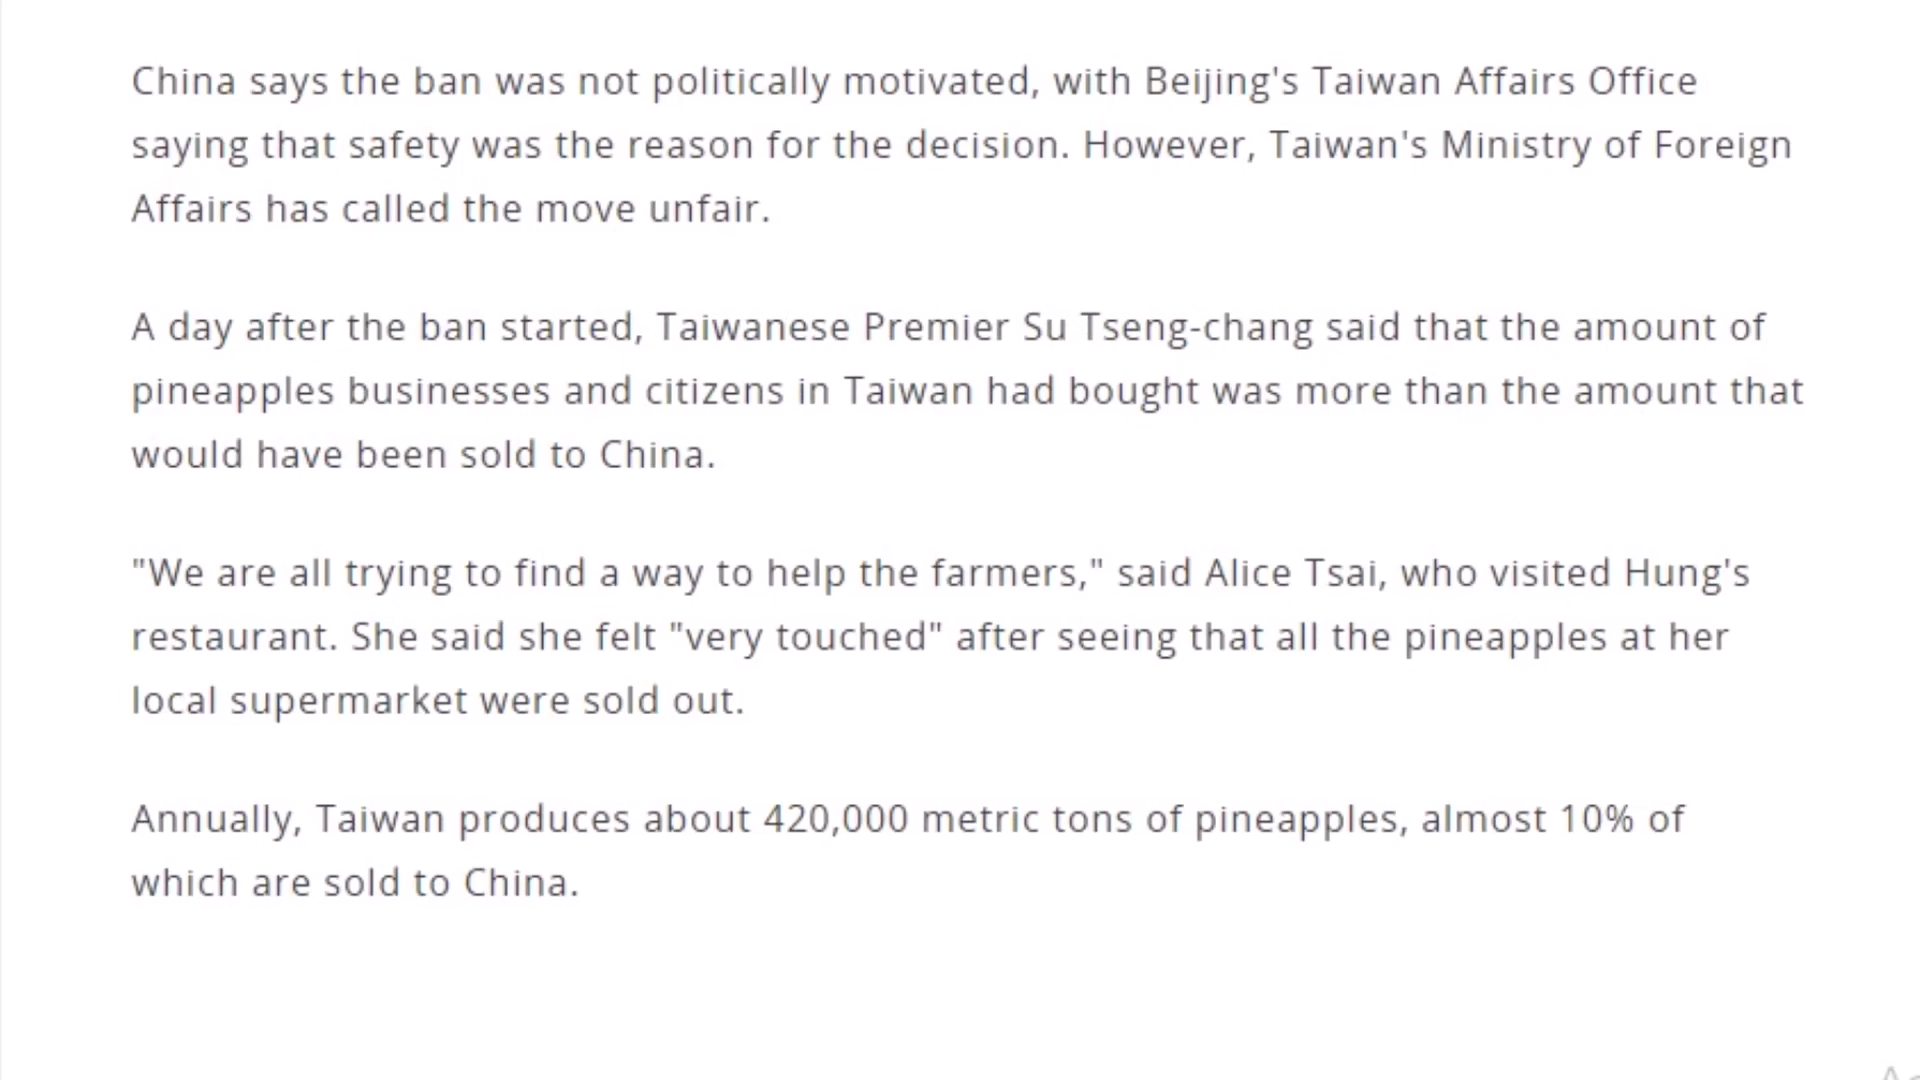 China says the ban was not politically motivated, with Beijing's Taiwan Affairs Office
saying that safety was the reason for the decision. However, Taiwan's Ministry of Foreign
Affairs has called the move unfair.
A day after the ban started, Taiwanese Premier Su Tseng-chang said that the amount of
pineapples businesses and citizens in Taiwan had bought was more than the amount that
would have been sold to China.
"We are all trying to find a way to help the farmers," said Alice Tsai, who visited Hung's
restaurant. She said she felt "very touched" after seeing that all the pineapples at her
local supermarket were sold out.
Annually, Taiwan produces about 420,000 metric tons of pineapples, almost 10% of
which are sold to China.